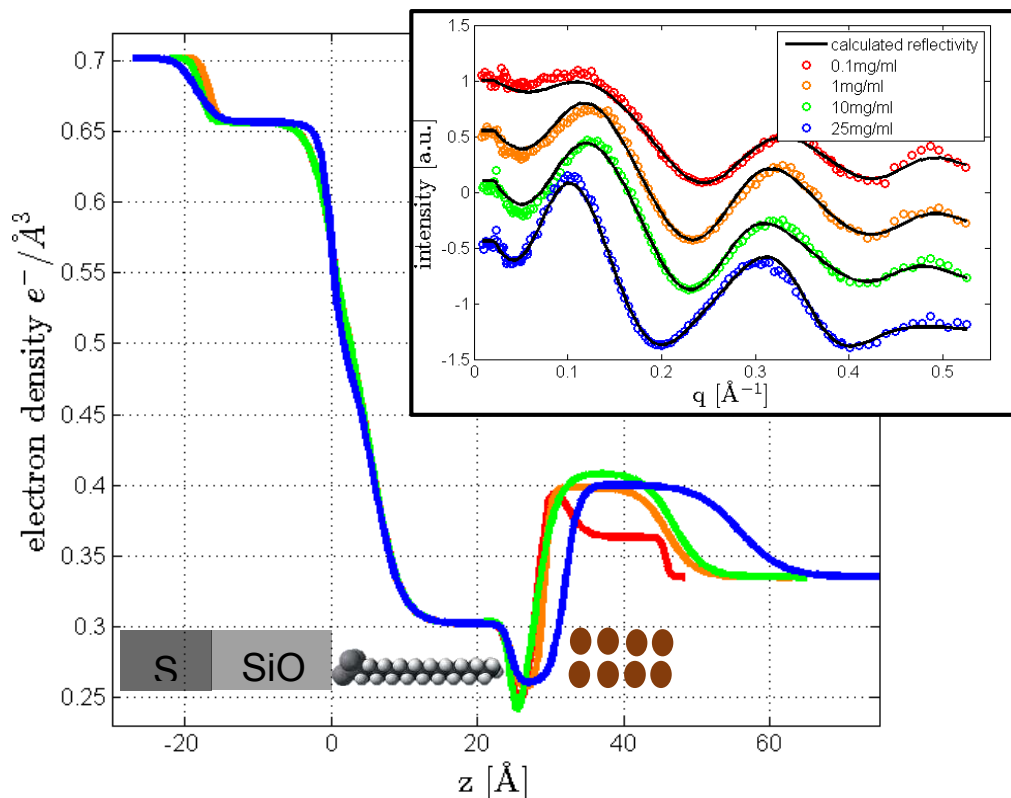 1.5
1
0.5
0
-0.5
-1
-1.5
intensity [a.u.]
calculated reflectivity
0.1mg/ml
1mg/ml
10mg/ml
25mg/ml
0 0.1 0.2 0.3 0.4 0.5
q [Å⁻¹]
0.7
0.65
0.6
0.55
0.5
0.45
0.4
0.35
0.3
0.25
electron density e⁻/Å³
S SiO
-20 0 20 40 60
z [Å]